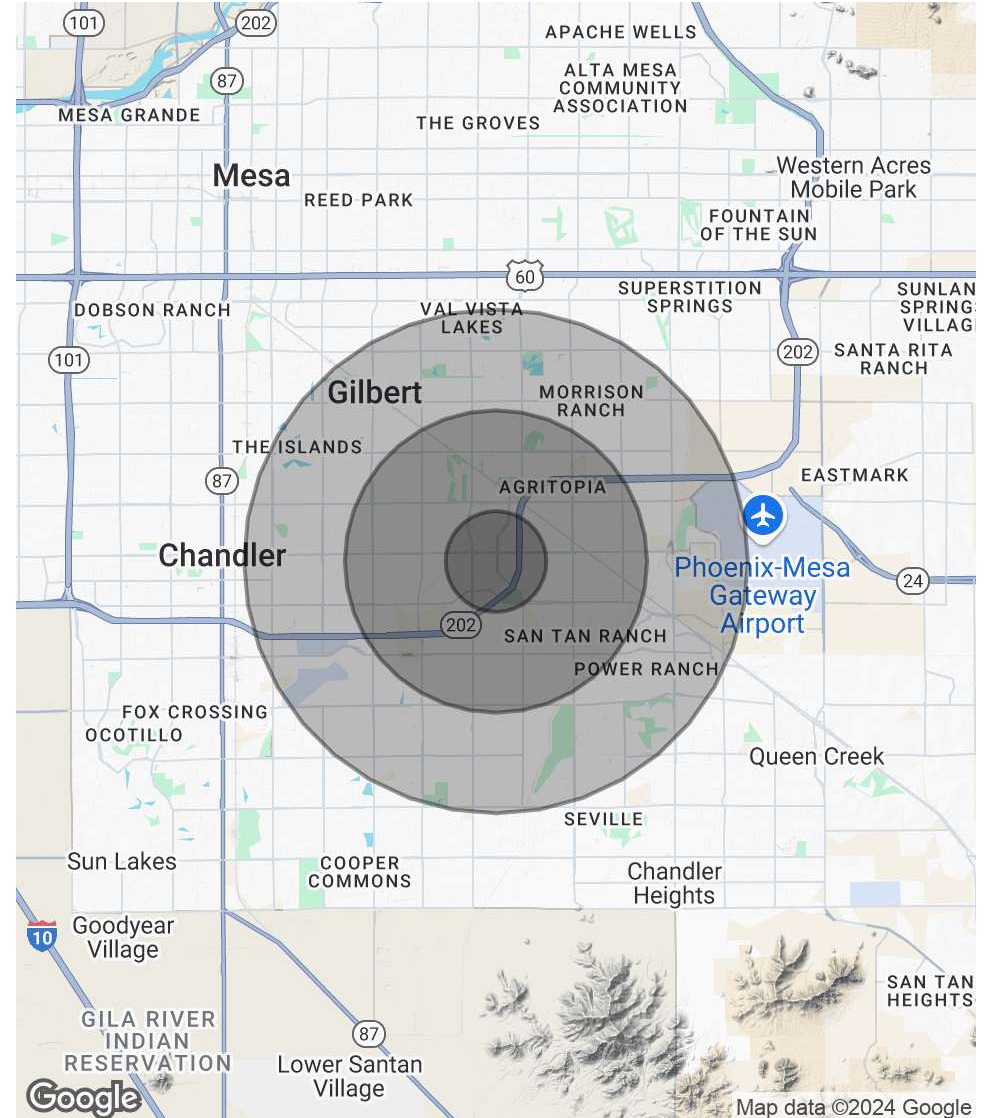 101
202
87
APACHE WELLS
ALTA MESA
COMMUNITY
ASSOCIATION
MESA GRANDE
THE GROVES
Mesa
REED PARK
Western Acres
Mobile Park
FOUNTAIN
OF THE SUN
60
SUPERSTITION
SPRINGS
SUNLAN
SPRING
VILLAG
DOBSON RANCH
VAL VISTA
LAKES
101
202
SANTA RITA
RANCH
Gilbert
MORRISON
RANCH
THE ISLANDS
87
AGRITOPIA
EASTMARK
Chandler
Phoenix-Mesa
Gateway
Airport
24
202
SAN TAN RANCH
POWER RANCH
FOX CROSSING
OCOTILLO
Queen Creek
SEVILLE
Sun Lakes
COOPER
COMMONS
Chandler
Heights
10
Goodyear
Village
SAN TAN
HEIGHTS
GILA RIVER
INDIAN
RESERVATION
87
Lower Santan
Village
Google
Map data ©2024 Google